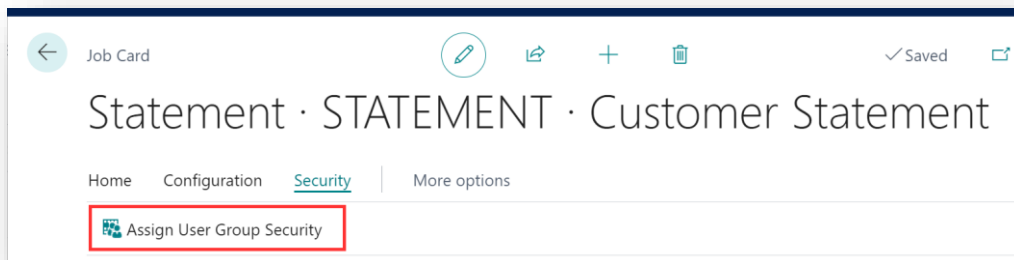 Job Card
Saved
Statement · STATEMENT · Customer Statement
Home Configuration Security More options
Assign User Group Security